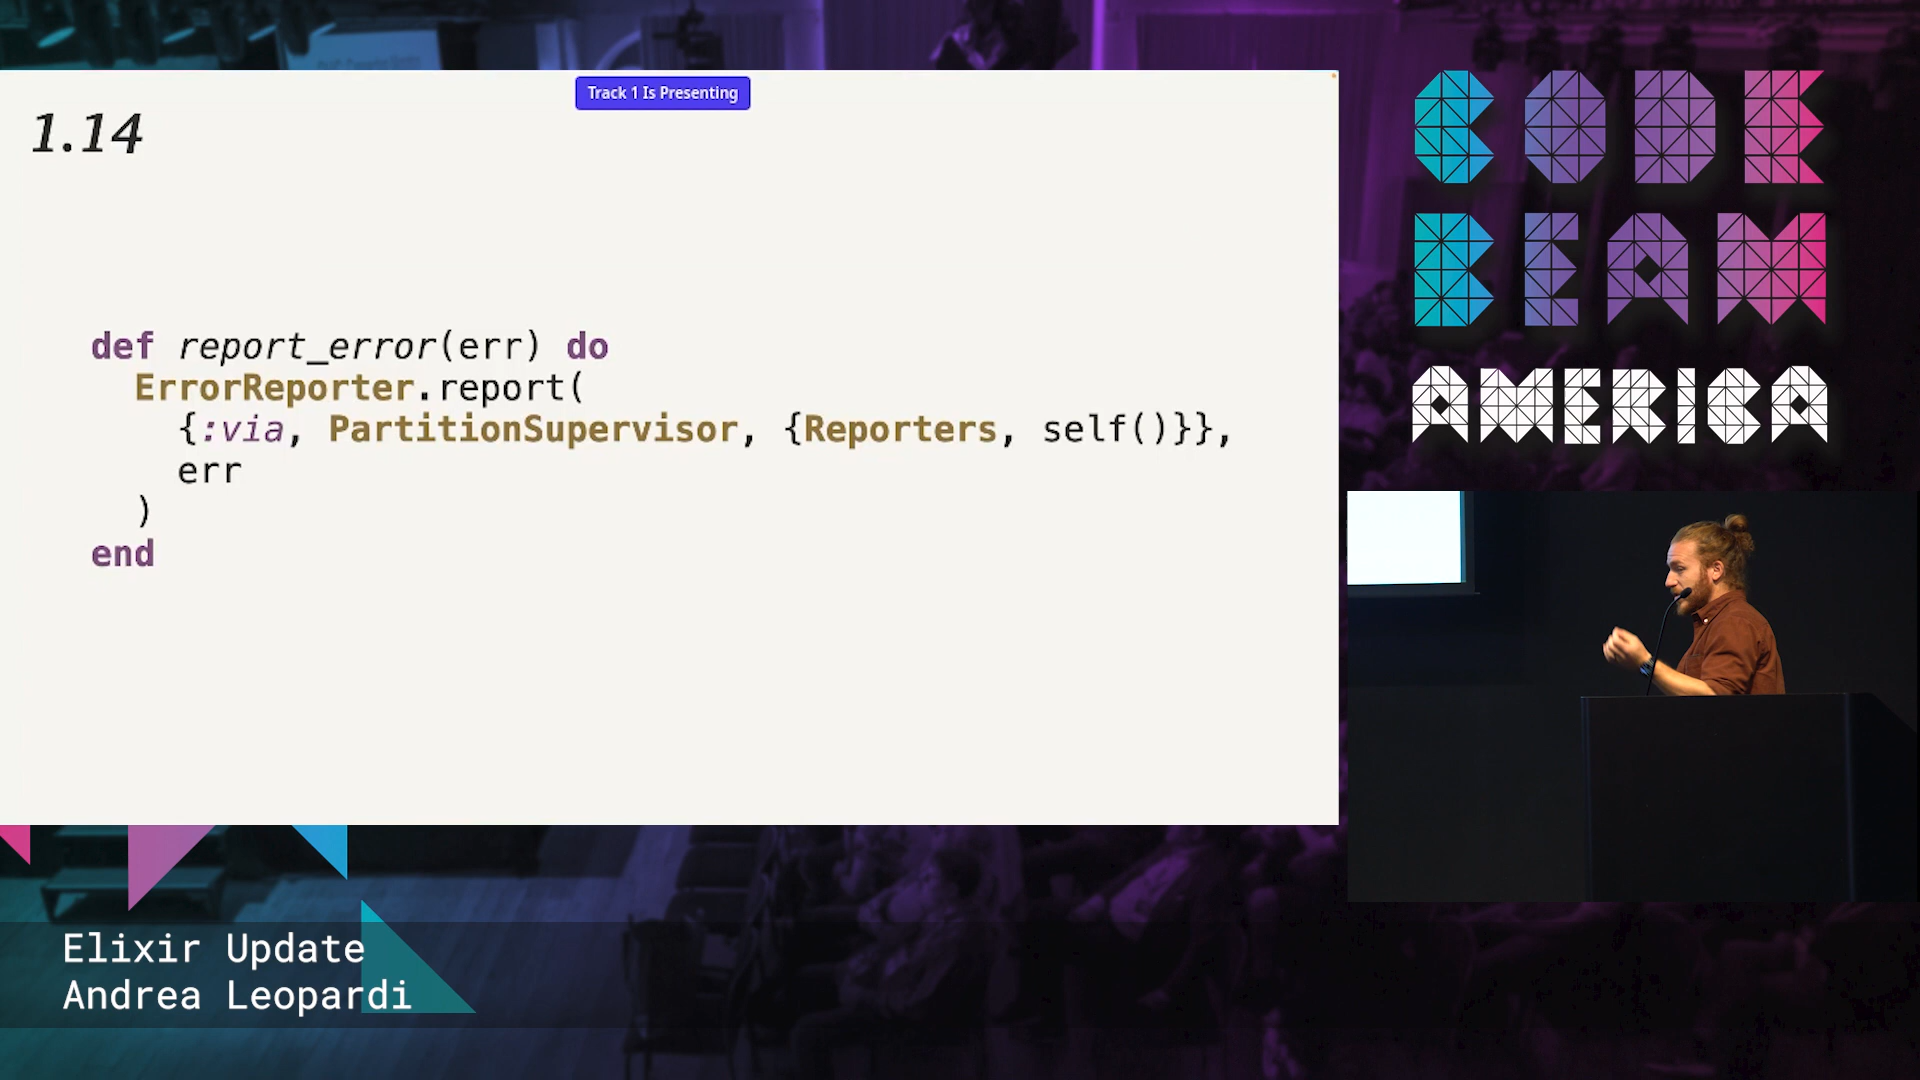 Track 1 Is Presenting
1.14
def report_error(err) do
  ErrorReporter.report(
    {:via, PartitionSupervisor, {Reporters, self()}},
    err
  )
end
CODE
BEAM
AMERICA
Elixir Update
Andrea Leopardi